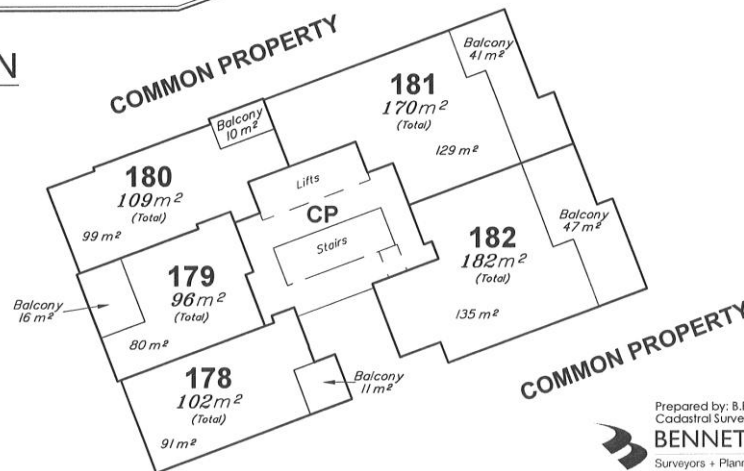 N
COMMON PROPERTY
Balcony
41 m²
181
170m²
(Total)
129 m²
Balcony
10 m²
180
109m²
(Total)
99 m²
Lifts
CP
Stairs
182
182m²
(Total)
135 m²
Balcony
47 m²
179
96m²
(Total)
80 m²
Balcony
16 m²
178
102m²
(Total)
91 m²
Balcony
11 m²
COMMON PROPERTY
Prepared by: B.
Cadastral Surve
BENNET
Surveyors + Plann